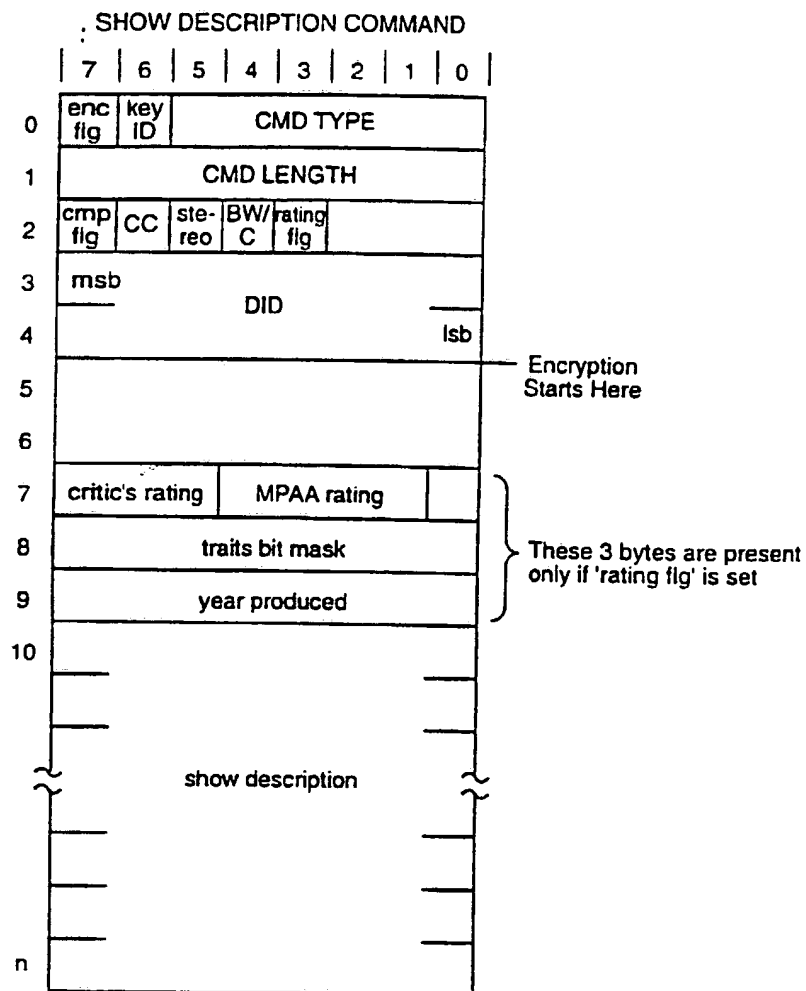 SHOW DESCRIPTION COMMAND
7 6 5 4 3 2 1 0
0 enc flg key ID CMD TYPE
1 CMD LENGTH
2 cmp flg CC ste-reo BW/C rating flg
3 msb
DID
4 lsb
Encryption
Starts Here
5
6
7 critic's rating MPAA rating
8 traits bit mask
9 year produced
These 3 bytes are present
only if 'rating flg' is set
10
show description
n